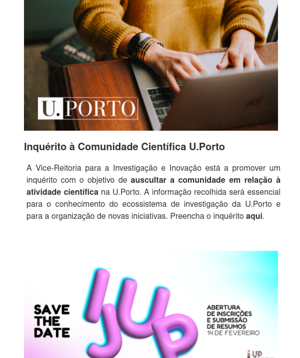 U. PORTO
Inquérito à Comunidade Científica U.Porto
A Vice-Reitoria para a Investigação e Inovação está a promover um
inquérito com o objetivo de auscultar a comunidade em relação à
atividade científica na U.Porto. A informação recolhida será essencial
para o conhecimento do ecossistema de investigação da U.Porto e
para a organização de novas iniciativas. Preencha o inquérito aqui.
SAVE
THE
DATE
IJUP
ABERTURA
DE INSCRIÇÕES
E SUBMISSÃO
DE RESUMOS
14 DE FEVEREIRO
UP